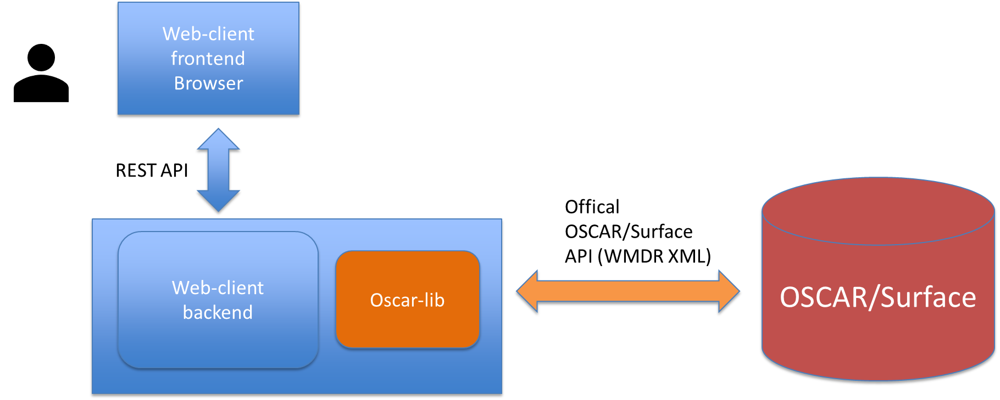 Web-client
frontend
Browser
REST API
Offical
OSCAR/Surface
API (WMDR XML)
Web-client
backend
Oscar-lib
OSCAR/Surface